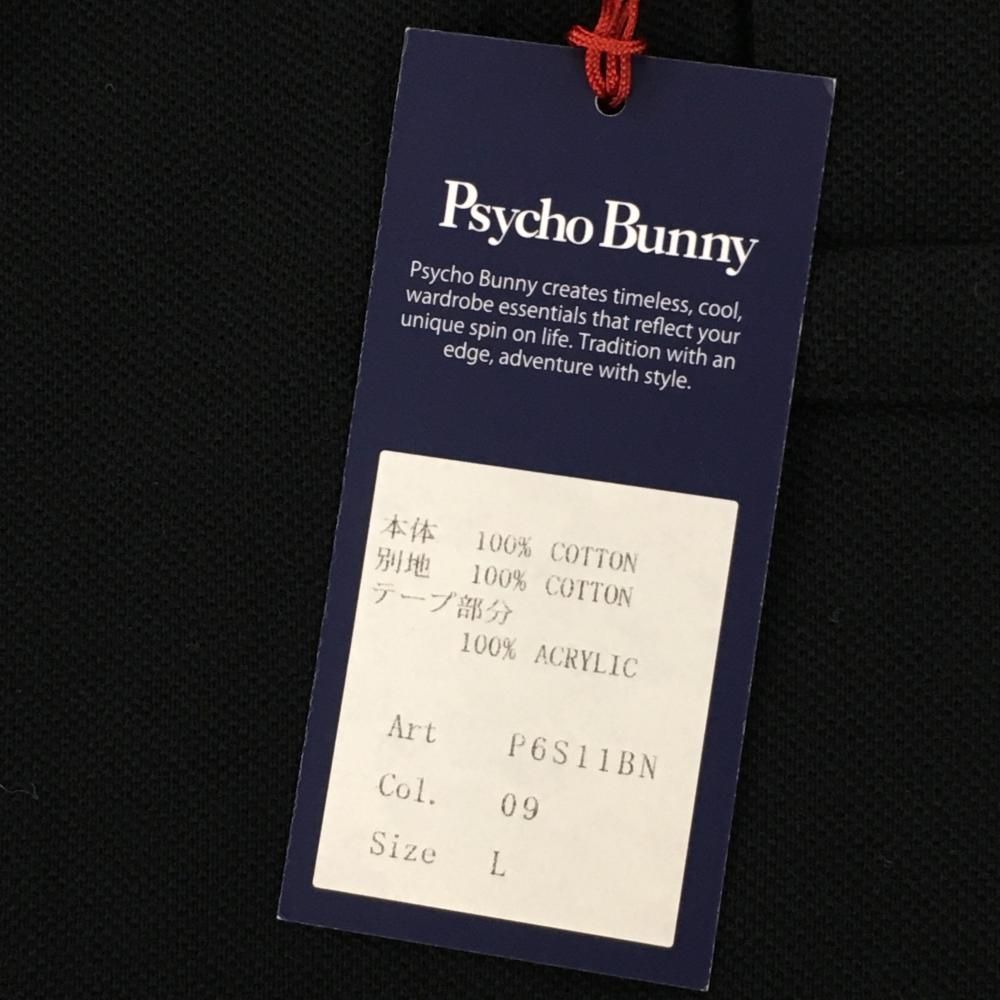 Psycho Bunny
Psycho Bunny creates timeless, cool,
wardrobe essentials that reflect your
unique spin on life. Tradition with an
edge, adventure with style.
本体 100% COTTON
別地 100% COTTON
テープ部分
100% ACRYLIC
Art P6S11BN
Col. 09
Size L